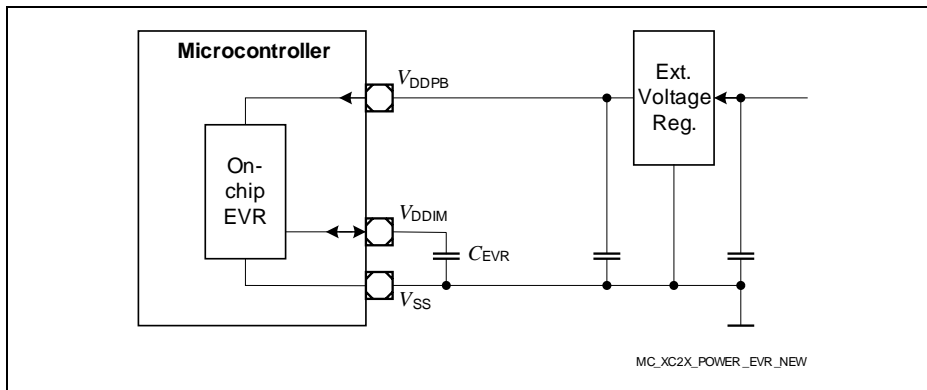 Microcontroller
VDDPB
Ext.
Voltage
Reg.
On-
chip
EVR
VDDIM
CEVR
VSS
MC_XC2X_POWER_EVR_NEW